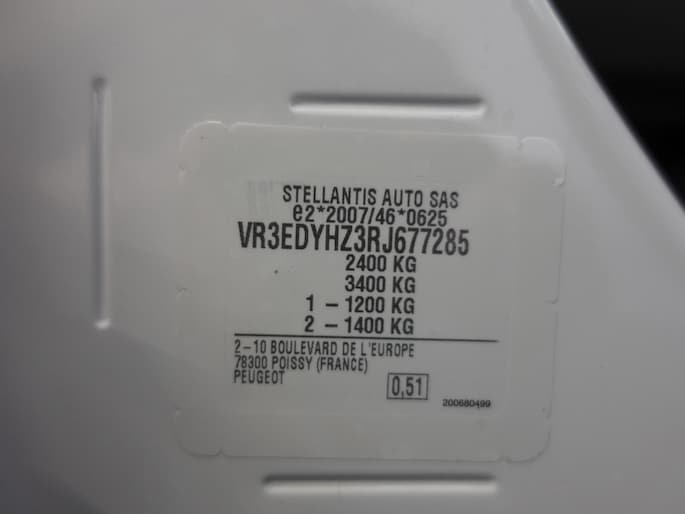 STELLANTIS AUTO SAS
e2*2007/46*0625
VR3EDYHZ3RJ677285
2400 KG
3400 KG
1 - 1200 KG
2 - 1400 KG
2-10 BOULEVARD DE L'EUROPE
78300 POISSY (FRANCE)
PEUGEOT
0,51
200680499